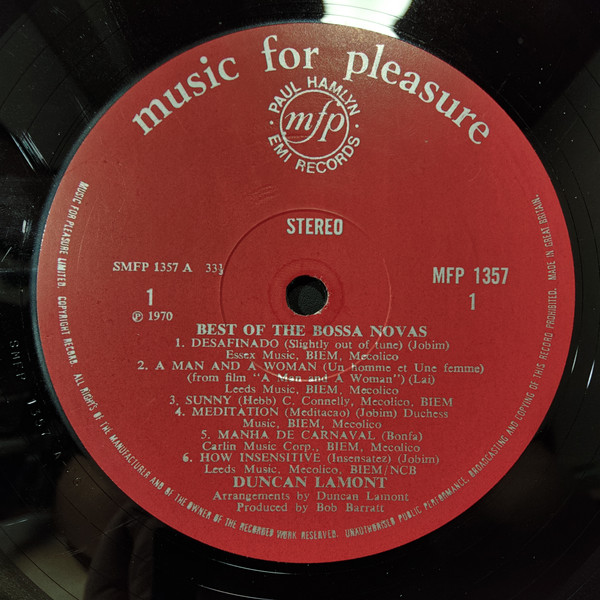 music for pleasure
PAUL HAMLYN
mfp
EMI RECORDS
STEREO
SMFP 1357 A 33⅓
MFP 1357
1
1
℗ 1970
BEST OF THE BOSSA NOVAS
1. DESAFINADO (Slightly out of tune) (Jobim)
Essex Music, BIEM, Mecolico
2. A MAN AND A WOMAN (Un homme et Une femme)
(from film "A Man and A Woman") (Lai)
Leeds Music, BIEM, Mecolico
3. SUNNY (Hebb) C. Connelly, Mecolico, BIEM
4. MEDITATION (Meditacao) (Jobim) Duchess
Music, BIEM, Mecolico
5. MANHA DE CARNAVAL (Bonfa)
Carlin Music Corp., BIEM, Mecolico
6. HOW INSENSITIVE (Insensatez) (Jobim)
Leeds Music, Mecolico, BIEM/NCB
DUNCAN LAMONT
Arrangements by Duncan Lamont
Produced by Bob Barratt
MUSIC FOR PLEASURE LIMITED. COPYRIGHT RECORD. ALL RIGHTS OF THE MANUFACTURER AND OF THE OWNER OF THE RECORDED WORK RESERVED. UNAUTHORISED PUBLIC PERFORMANCE, BROADCASTING AND COPYING OF THIS RECORD PROHIBITED. MADE IN GREAT BRITAIN.